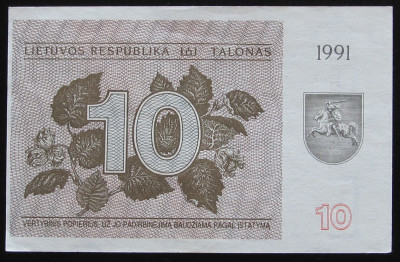 LIETUVOS RESPUBLIKA TALONAS
1991
10
10
VERTYBINIS POPIERIUS, UŽ JO PADIRBINĖJIMĄ BAUDŽIAMA PAGAL ĮSTATYMĄ